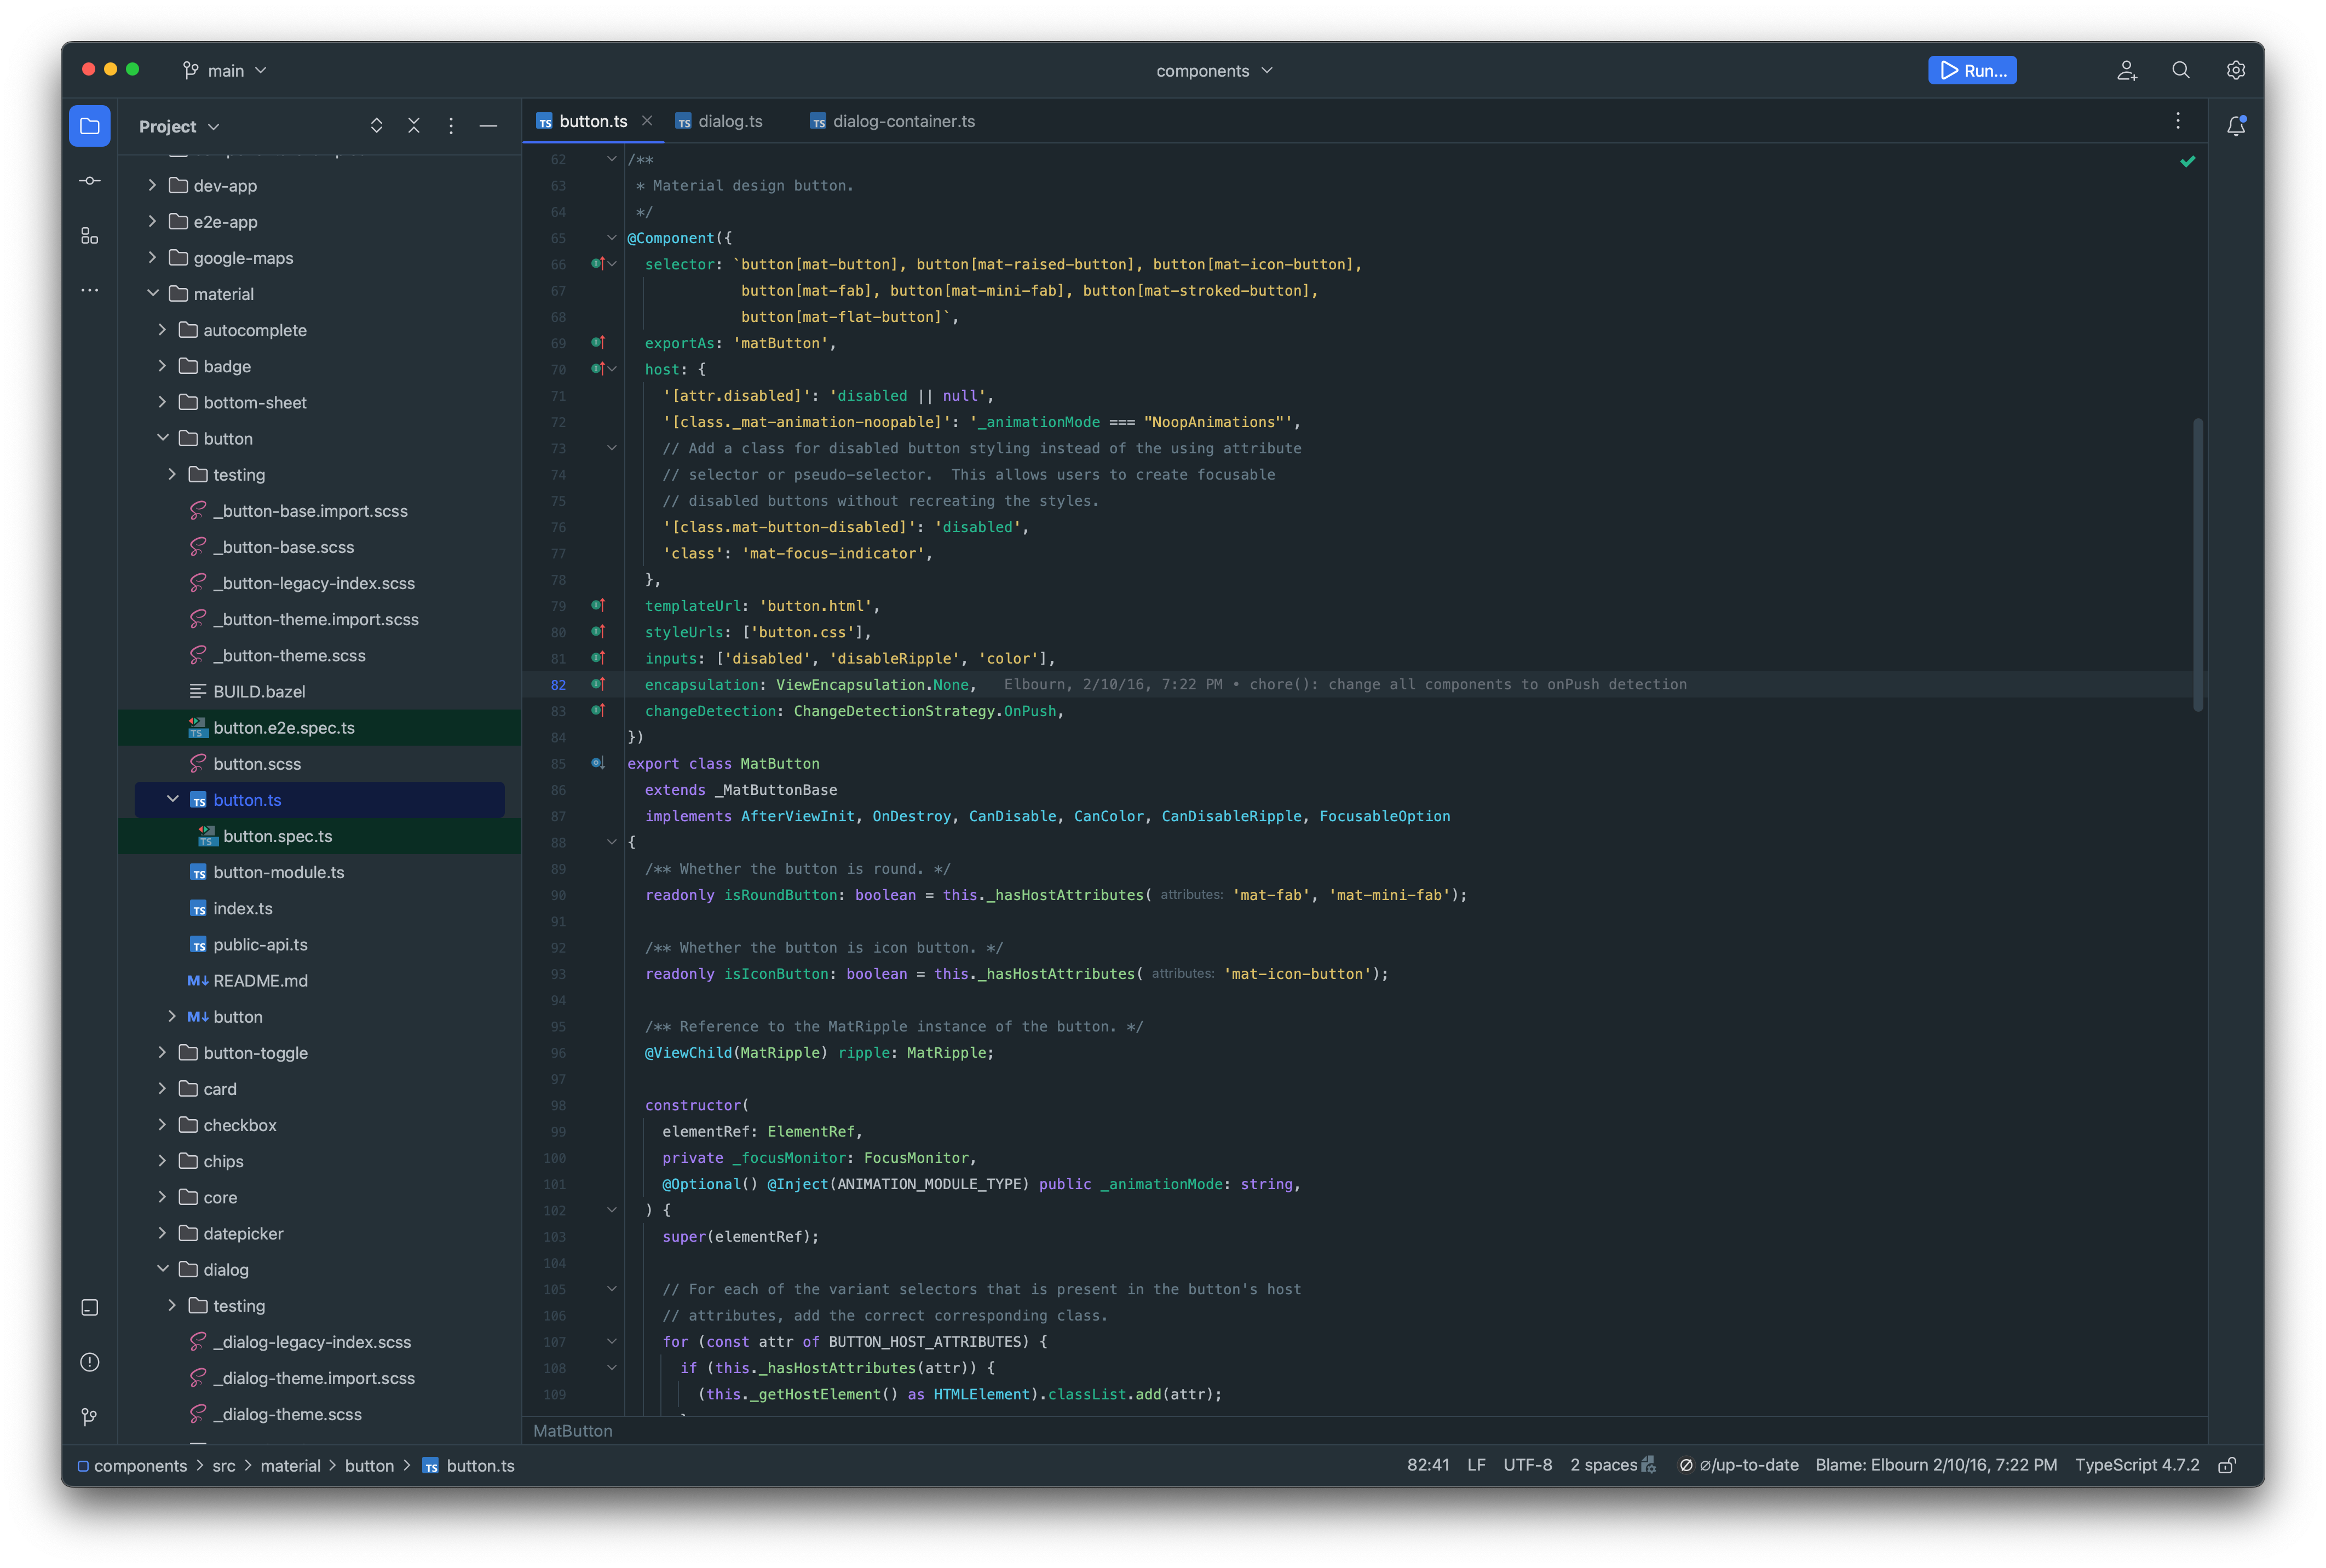 main
components
Run...
Project
dev-app
e2e-app
google-maps
material
autocomplete
badge
bottom-sheet
button
testing
_button-base.import.scss
_button-base.scss
_button-legacy-index.scss
_button-theme.import.scss
_button-theme.scss
BUILD.bazel
button.e2e.spec.ts
button.scss
button.ts
button.spec.ts
button-module.ts
index.ts
public-api.ts
README.md
button
button-toggle
card
checkbox
chips
core
datepicker
dialog
testing
_dialog-legacy-index.scss
_dialog-theme.import.scss
_dialog-theme.scss
button.ts dialog.ts dialog-container.ts
62 /**
63 * Material design button.
64 */
65 @Component({
66 selector: `button[mat-button], button[mat-raised-button], button[mat-icon-button],
67 button[mat-fab], button[mat-mini-fab], button[mat-stroked-button],
68 button[mat-flat-button]`,
69 exportAs: 'matButton',
70 host: {
71 '[attr.disabled]': 'disabled || null',
72 '[class._mat-animation-noopable]': '_animationMode === "NoopAnimations"',
73 // Add a class for disabled button styling instead of the using attribute
74 // selector or pseudo-selector.  This allows users to create focusable
75 // disabled buttons without recreating the styles.
76 '[class.mat-button-disabled]': 'disabled',
77 'class': 'mat-focus-indicator',
78 },
79 templateUrl: 'button.html',
80 styleUrls: ['button.css'],
81 inputs: ['disabled', 'disableRipple', 'color'],
82 encapsulation: ViewEncapsulation.None, Elbourn, 2/10/16, 7:22 PM • chore(): change all components to onPush detection
83 changeDetection: ChangeDetectionStrategy.OnPush,
84 })
85 export class MatButton
86 extends _MatButtonBase
87 implements AfterViewInit, OnDestroy, CanDisable, CanColor, CanDisableRipple, FocusableOption
88 {
89 /** Whether the button is round. */
90 readonly isRoundButton: boolean = this._hasHostAttributes( attributes: 'mat-fab', 'mat-mini-fab');
91
92 /** Whether the button is icon button. */
93 readonly isIconButton: boolean = this._hasHostAttributes( attributes: 'mat-icon-button');
94
95 /** Reference to the MatRipple instance of the button. */
96 @ViewChild(MatRipple) ripple: MatRipple;
97
98 constructor(
99 elementRef: ElementRef,
100 private _focusMonitor: FocusMonitor,
101 @Optional() @Inject(ANIMATION_MODULE_TYPE) public _animationMode: string,
102 ) {
103 super(elementRef);
104
105 // For each of the variant selectors that is present in the button's host
106 // attributes, add the correct corresponding class.
107 for (const attr of BUTTON_HOST_ATTRIBUTES) {
108 if (this._hasHostAttributes(attr)) {
109 (this._getHostElement() as HTMLElement).classList.add(attr);
MatButton
components > src > material > button > button.ts
82:41 LF UTF-8 2 spaces ∅/up-to-date Blame: Elbourn 2/10/16, 7:22 PM TypeScript 4.7.2